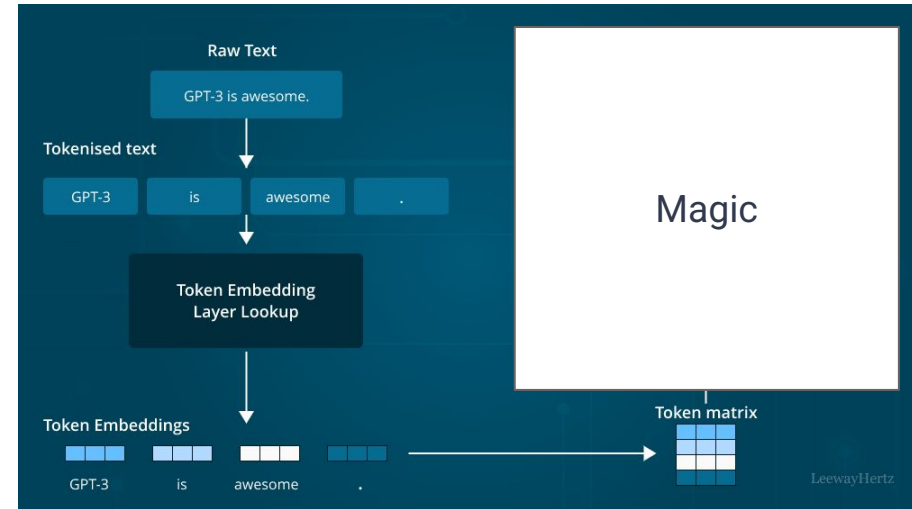 Raw Text
GPT-3 is awesome.
Tokenised text
GPT-3
is
awesome
.
Token Embedding
Layer Lookup
Token Embeddings
GPT-3
is
awesome
.
Magic
Token matrix
LeewayHertz